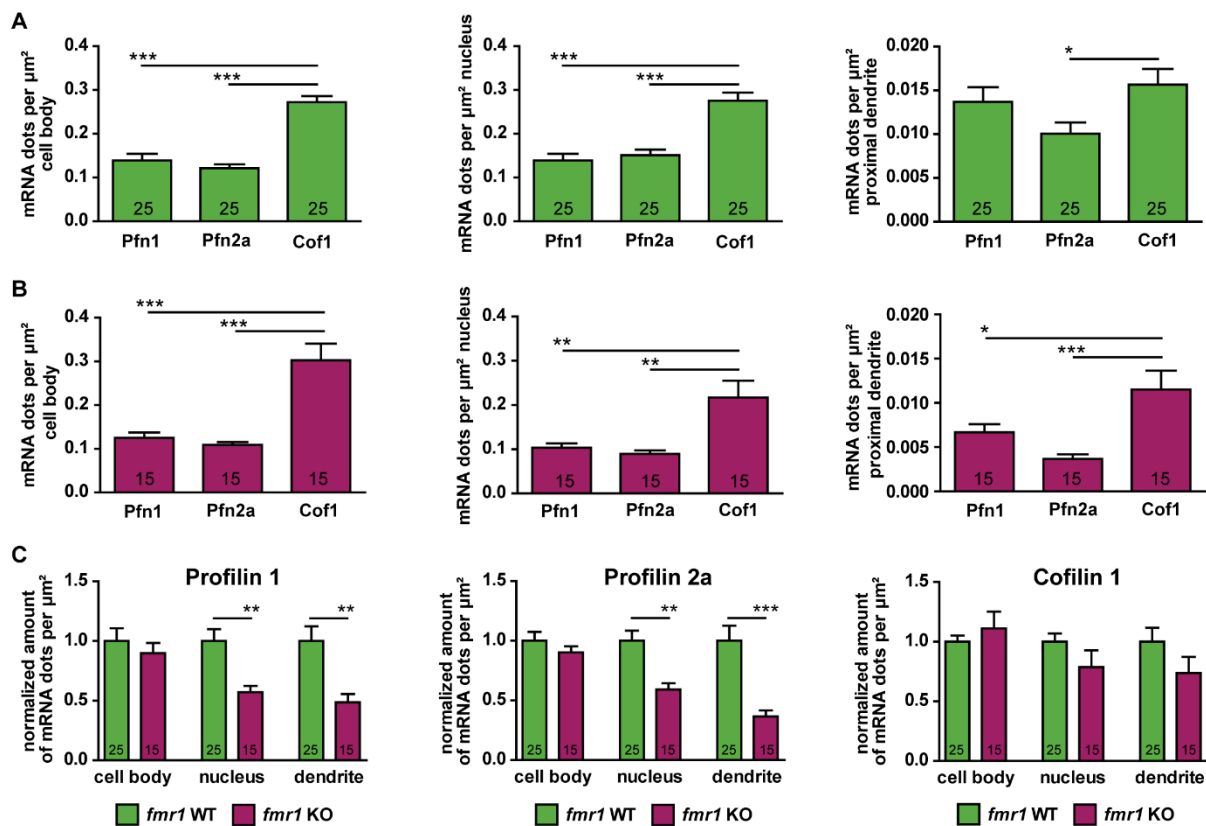 A
mRNA dots per µm²
cell body
0.4
0.3
0.2
0.1
0.0
***
***
25
25
25
Pfn1
Pfn2a
Cof1
mRNA dots per µm² nucleus
0.4
0.3
0.2
0.1
0.0
***
***
25
25
25
Pfn1
Pfn2a
Cof1
mRNA dots per µm²
proximal dendrite
0.020
0.015
0.010
0.005
0.000
*
25
25
25
Pfn1
Pfn2a
Cof1
B
mRNA dots per µm²
cell body
0.4
0.3
0.2
0.1
0.0
***
***
15
15
15
Pfn1
Pfn2a
Cof1
mRNA dots per µm² nucleus
0.4
0.3
0.2
0.1
0.0
**
**
15
15
15
Pfn1
Pfn2a
Cof1
mRNA dots per µm²
proximal dendrite
0.020
0.015
0.010
0.005
0.000
*
***
15
15
15
Pfn1
Pfn2a
Cof1
C
Profilin 1
normalized amount
of mRNA dots per µm²
1.5
1.0
0.5
0.0
**
**
25
15
25
15
25
15
cell body
nucleus
dendrite
Profilin 2a
normalized amount
of mRNA dots per µm²
1.5
1.0
0.5
0.0
**
***
25
15
25
15
25
15
cell body
nucleus
dendrite
Cofilin 1
normalized amount
of mRNA dots per µm²
1.5
1.0
0.5
0.0
25
15
25
15
25
15
cell body
nucleus
dendrite
fmr1 WT
fmr1 KO
fmr1 WT
fmr1 KO
fmr1 WT
fmr1 KO